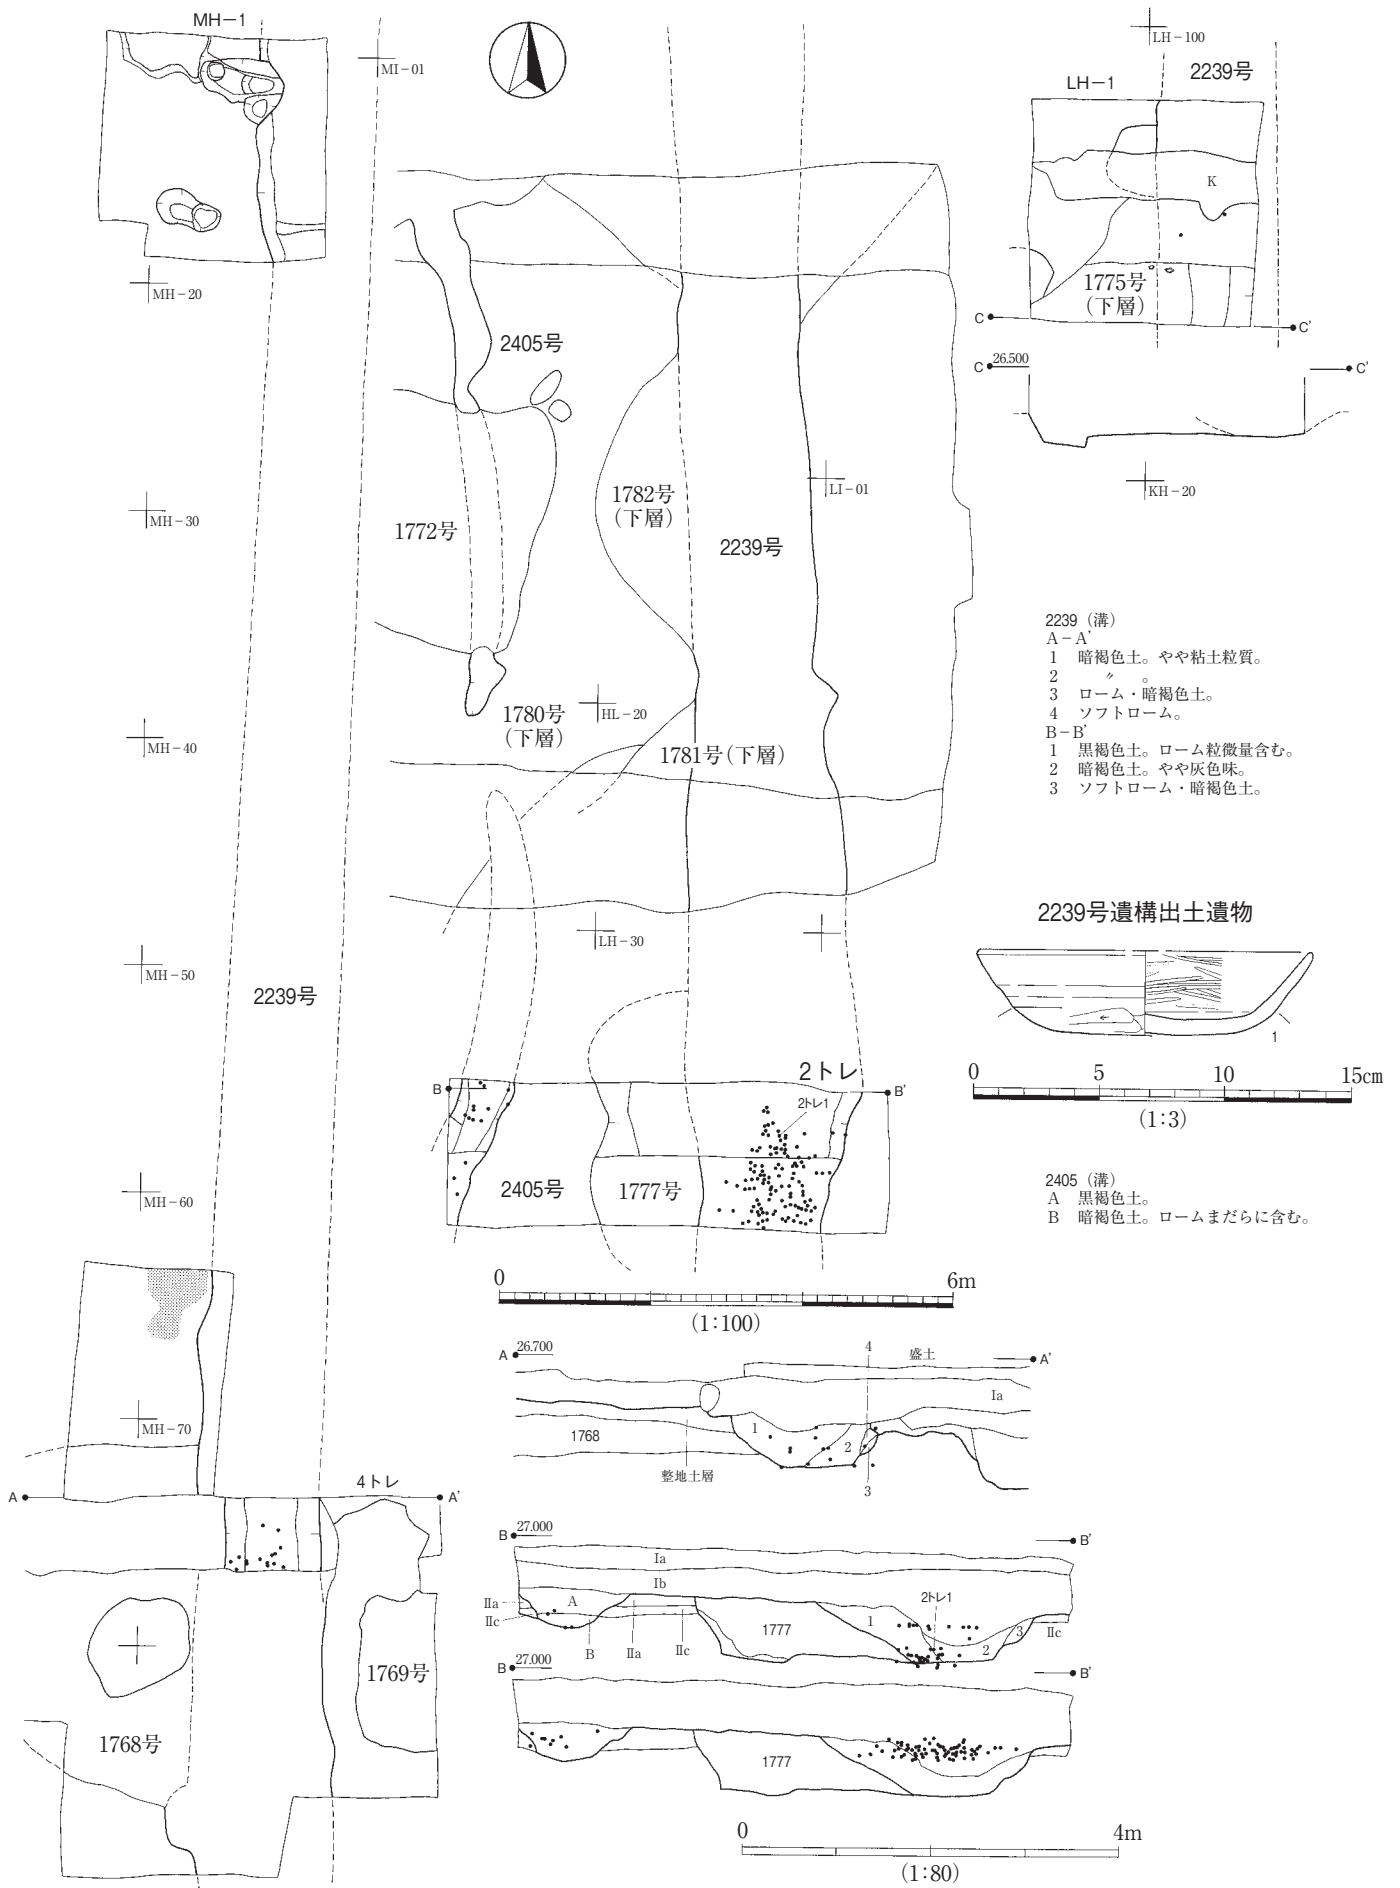 MH-1
MI-01
LH-100
2239号
LH-1
K
1775号
(下層)
C
C'
C 26.500
C'
KH-20
MH-20
2405号
MH-30
1772号
1782号
(下層)
LI-01
2239号
MH-40
1780号
(下層)
HL-20
1781号(下層)
2239 (溝)
A-A'
1 暗褐色土。やや粘土粒質。
2 〃 。
3 ローム・暗褐色土。
4 ソフトローム。
B-B'
1 黒褐色土。ローム粒微量含む。
2 暗褐色土。やや灰色味。
3 ソフトローム・暗褐色土。
2239号遺構出土遺物
1
0 5 10 15cm
(1:3)
MH-50
2239号
LH-30
2トレ
B
B'
2トレ1
2405号
1777号
MH-60
2405 (溝)
A 黒褐色土。
B 暗褐色土。ロームまだらに含む。
0 6m
(1:100)
MH-70
4トレ
A
A'
1768号
1769号
A 26.700
4
盛土
A'
Ia
1
2
3
1768
整地土層
B 27.000
B'
Ia
Ib
IIa
IIc
A
B
IIa
IIc
1777
1
2トレ1
2
3
IIc
B 27.000
B'
1777
0 4m
(1:80)